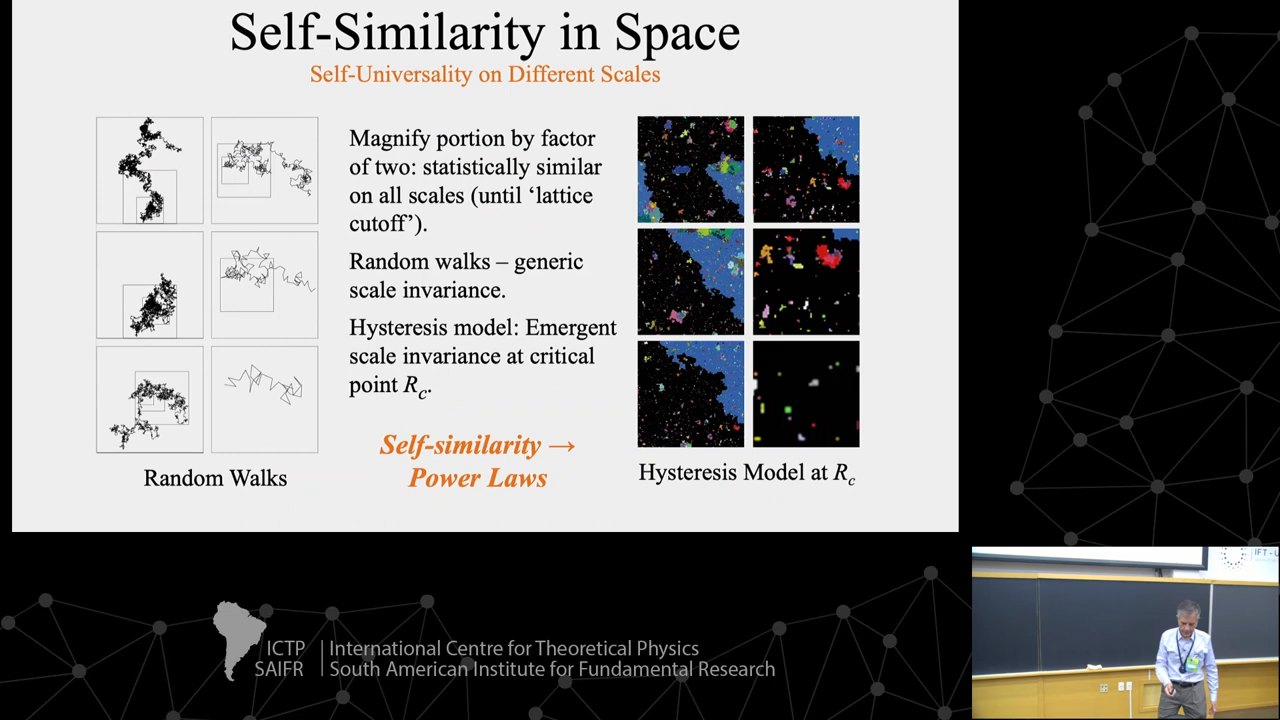 Self-Similarity in Space
Self-Universality on Different Scales
Magnify portion by factor
of two: statistically similar
on all scales (until ‘lattice
cutoff’).
Random walks – generic
scale invariance.
Hysteresis model: Emergent
scale invariance at critical
point Rc.
Self-similarity →
Power Laws
Random Walks
Hysteresis Model at Rc
IFT - U
ICTP
SAIFR
International Centre for Theoretical Physics
South American Institute for Fundamental Research